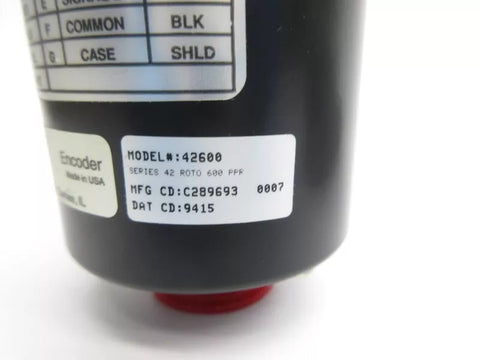 E
F COMMON BLK
G CASE SHLD
Encoder
Made in USA
IL
MODEL#:42600
SERIES 42 ROTO 600 PPR
MFG CD:C289693 0007
DAT CD:9415